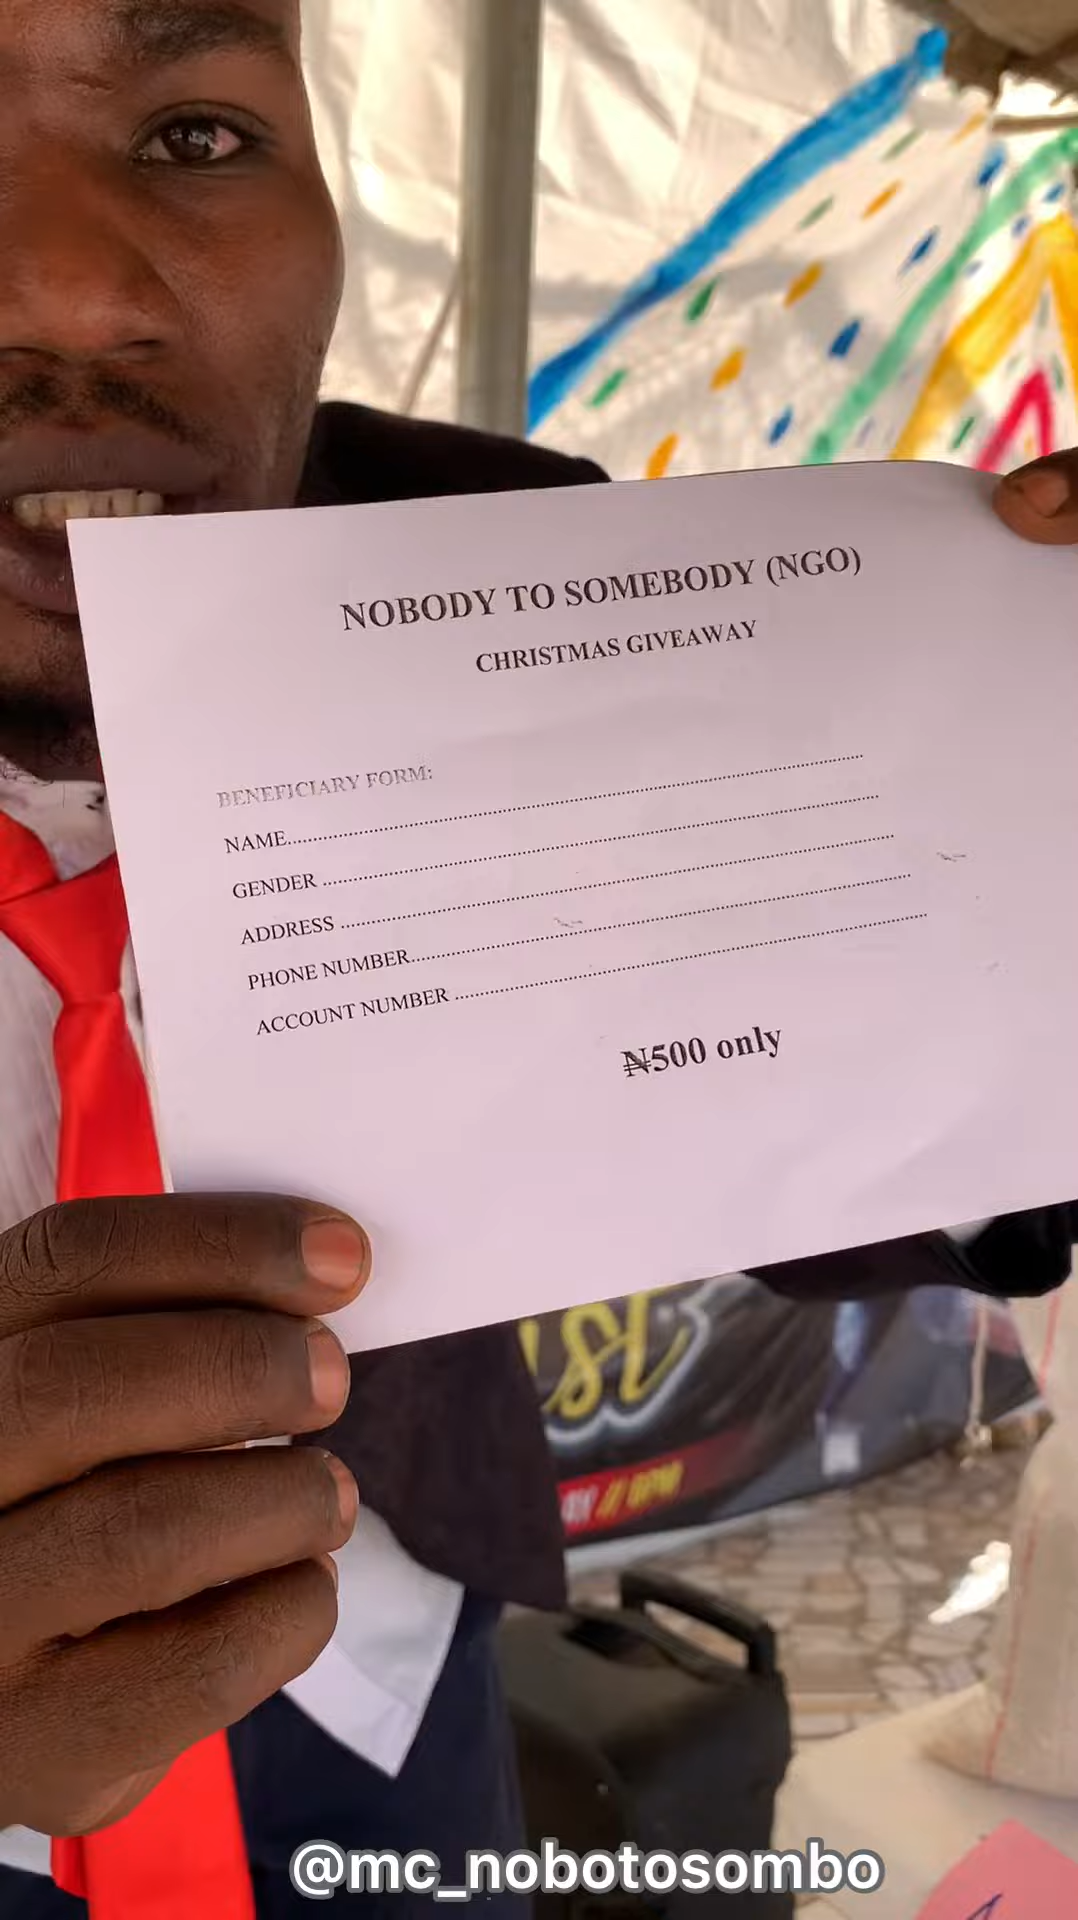 NOBODY TO SOMEBODY (NGO)
CHRISTMAS GIVEAWAY
BENEFICIARY FORM:
NAME..........................................................................................
GENDER ..........................................................................................
ADDRESS ..........................................................................................
PHONE NUMBER..........................................................................................
ACCOUNT NUMBER ..........................................................................................
₦500 only
@mc_nobotosombo